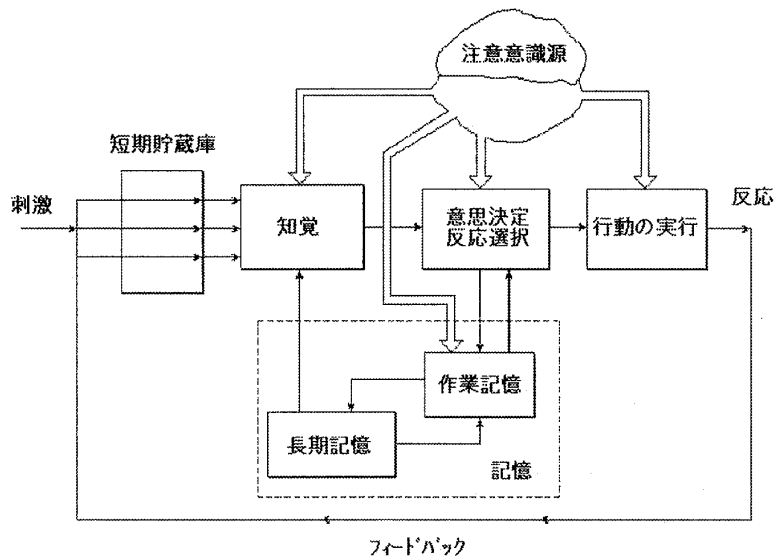 注意意識源
短期貯蔵庫
刺激
知覚
意思決定
反応選択
行動の実行
反応
作業記憶
長期記憶
記憶
フィードバック